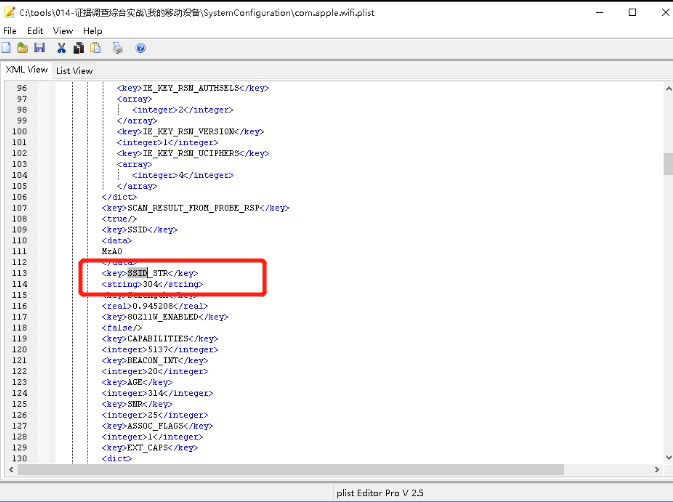 C:\tools\014-证据调查综合实战\我的移动设备\SystemConfiguration\com.apple.wifi.plist
File Edit View Help
XML View List View
96 <key>IE_KEY_RSN_AUTHSELS</key>
97 <array>
98 <integer>2</integer>
99 </array>
100 <key>IE_KEY_RSN_VERSION</key>
101 <integer>1</integer>
102 <key>IE_KEY_RSN_UCIPHERS</key>
103 <array>
104 <integer>4</integer>
105 </array>
106 </dict>
107 <key>SCAN_RESULT_FROM_PROBE_RSP</key>
108 <true/>
109 <key>SSID</key>
110 <data>
111 MzA0
112 </data>
113 <key>SSID_STR</key>
114 <string>304</string>
115 <key>Strength</key>
116 <real>0.945208</real>
117 <key>80211W_ENABLED</key>
118 <false/>
119 <key>CAPABILITIES</key>
120 <integer>5137</integer>
121 <key>BEACON_INT</key>
122 <integer>20</integer>
123 <key>AGE</key>
124 <integer>314</integer>
125 <key>SNR</key>
126 <integer>25</integer>
127 <key>ASSOC_FLAGS</key>
128 <integer>1</integer>
129 <key>EXT_CAPS</key>
130 <dict>
plist Editor Pro V 2.5